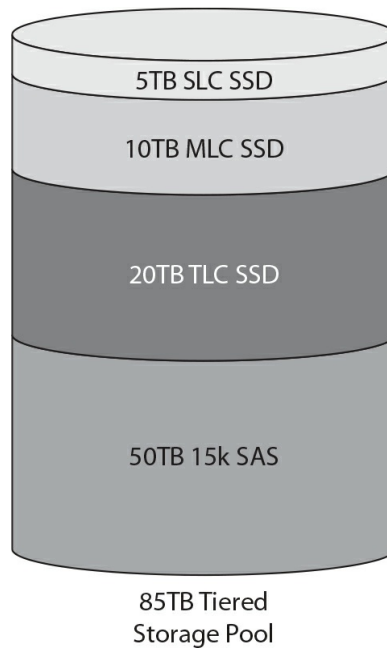 5TB SLC SSD
10TB MLC SSD
20TB TLC SSD
50TB 15k SAS
85TB Tiered
Storage Pool